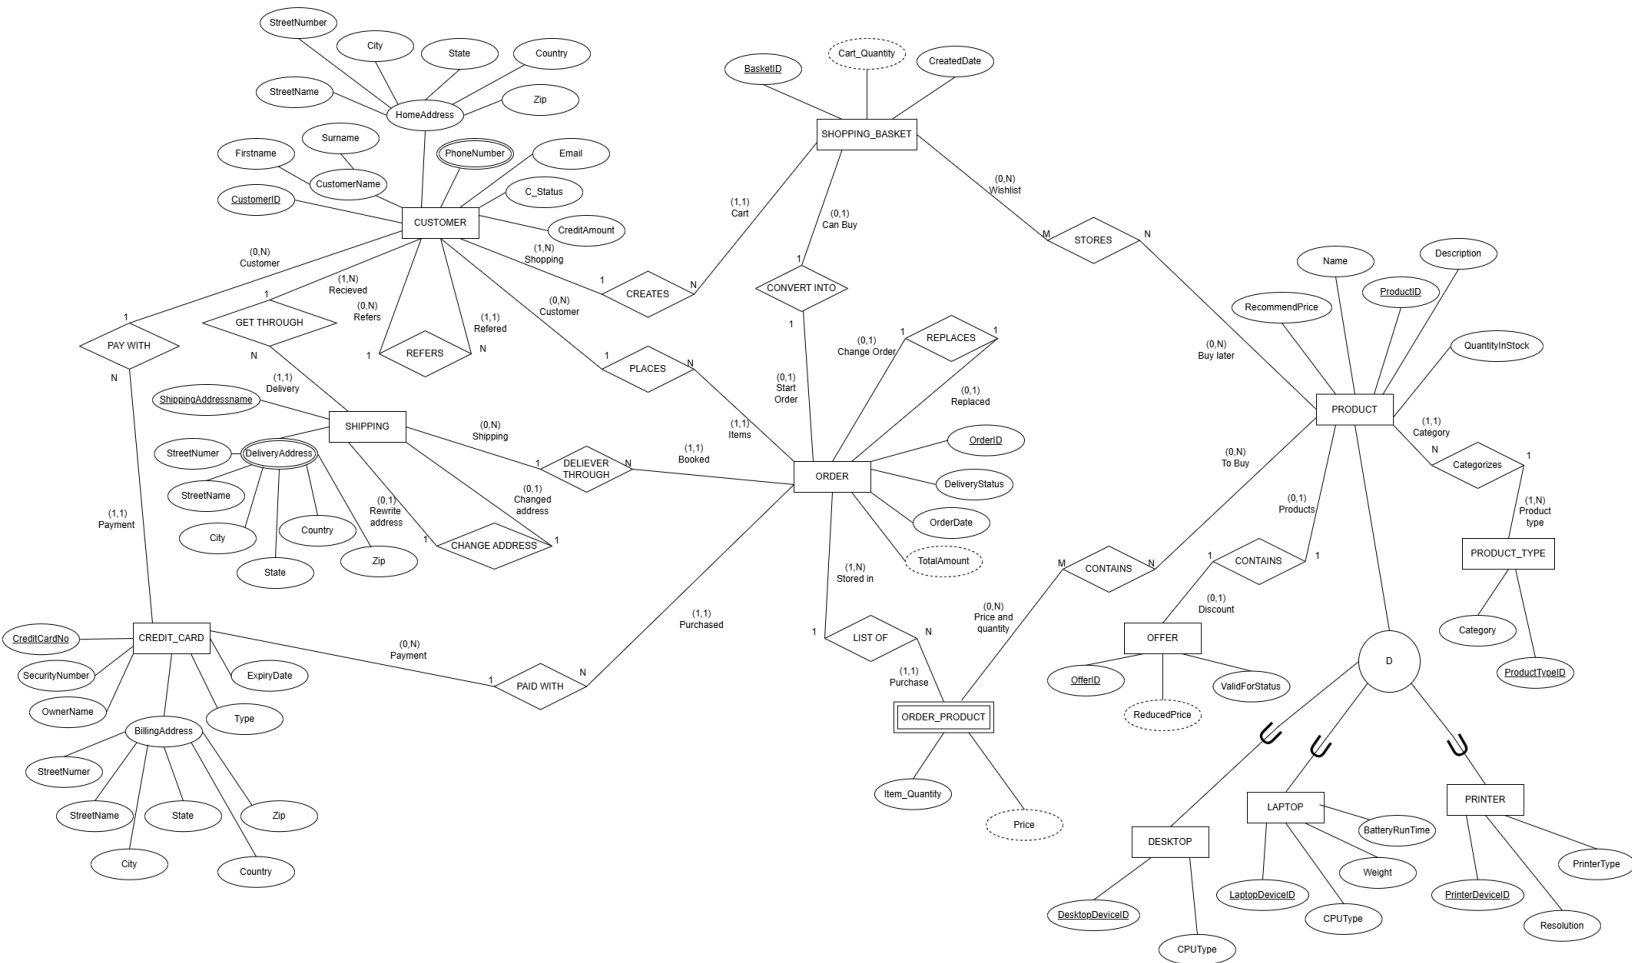 StreetNumber
City
State
Country
StreetName
Zip
HomeAddress
Surname
Firstname
PhoneNumber
Email
CustomerName
CustomerID
C_Status
CUSTOMER
CreditAmount
Cart_Quantity
BasketID
CreatedDate
SHOPPING_BASKET
(0,N)
Customer
(1,N)
Recieved
(0,N)
Refers
(1,1)
Refered
(1,N)
Shopping
(0,N)
Customer
(1,1)
Cart
(0,1)
Can Buy
(0,N)
Wishlist
1
CREATES
N
1
CONVERT INTO
1
M
STORES
N
1
PAY WITH
N
1
GET THROUGH
N
1
REFERS
N
1
PLACES
N
(0,1)
Change Order
1
REPLACES
1
(0,1)
Replaced
(0,1)
Start
Order
(1,1)
Items
(0,N)
Buy later
Name
Description
RecommendPrice
ProductID
QuantityInStock
PRODUCT
(1,1)
Category
N
Categorizes
1
(1,N)
Product
type
PRODUCT_TYPE
Category
ProductTypeID
(1,1)
Delivery
ShippingAddressname
SHIPPING
StreetNumer
DeliveryAddress
StreetName
City
State
Country
Zip
(0,1)
Rewrite
address
(0,1)
Changed
address
1
CHANGE ADDRESS
1
(0,N)
Shipping
1
DELIEVER
THROUGH
N
(1,1)
Booked
ORDER
OrderID
DeliveryStatus
OrderDate
TotalAmount
(1,1)
Payment
CREDIT_CARD
CreditCardNo
SecurityNumber
OwnerName
ExpiryDate
Type
BillingAddress
StreetNumer
StreetName
City
State
Country
Zip
(0,N)
Payment
1
PAID WITH
N
(1,1)
Purchased
(1,N)
Stored in
1
LIST OF
N
(1,1)
Purchase
ORDER_PRODUCT
Item_Quantity
Price
(0,N)
To Buy
M
CONTAINS
N
(0,N)
Price and
quantity
(0,1)
Products
1
CONTAINS
1
(0,1)
Discount
OFFER
OfferID
ValidForStatus
ReducedPrice
D
DESKTOP
DesktopDeviceID
CPUType
LAPTOP
BatteryRunTime
Weight
LaptopDeviceID
CPUType
PRINTER
PrinterType
PrinterDeviceID
Resolution